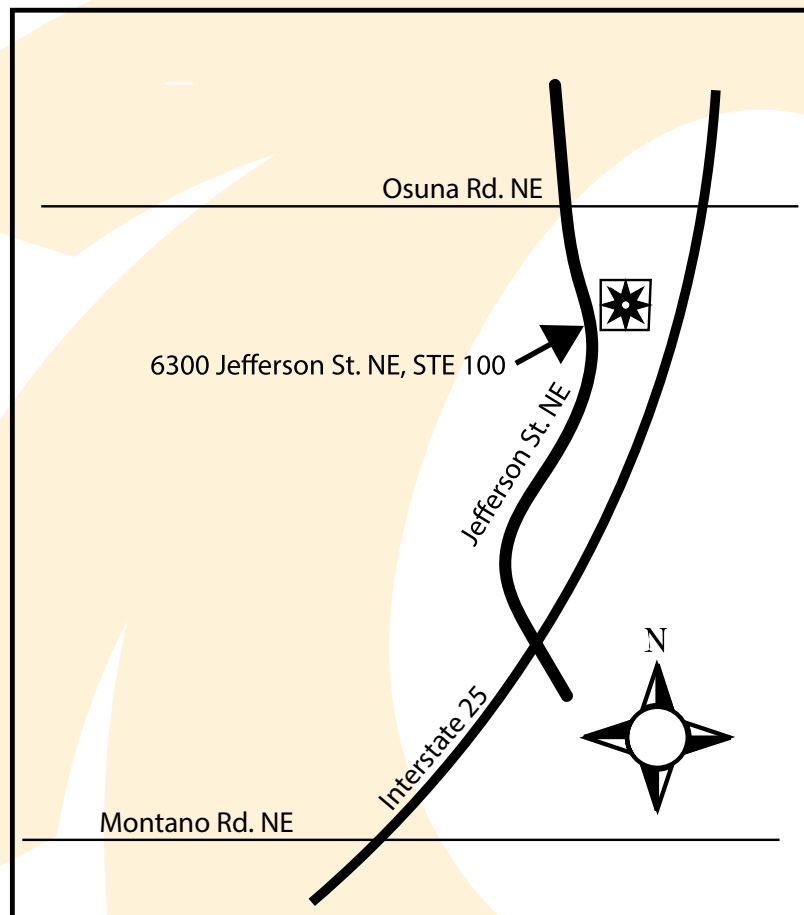 Osuna Rd. NE
6300 Jefferson St. NE, STE 100
Jefferson St. NE
N
Interstate 25
Montano Rd. NE